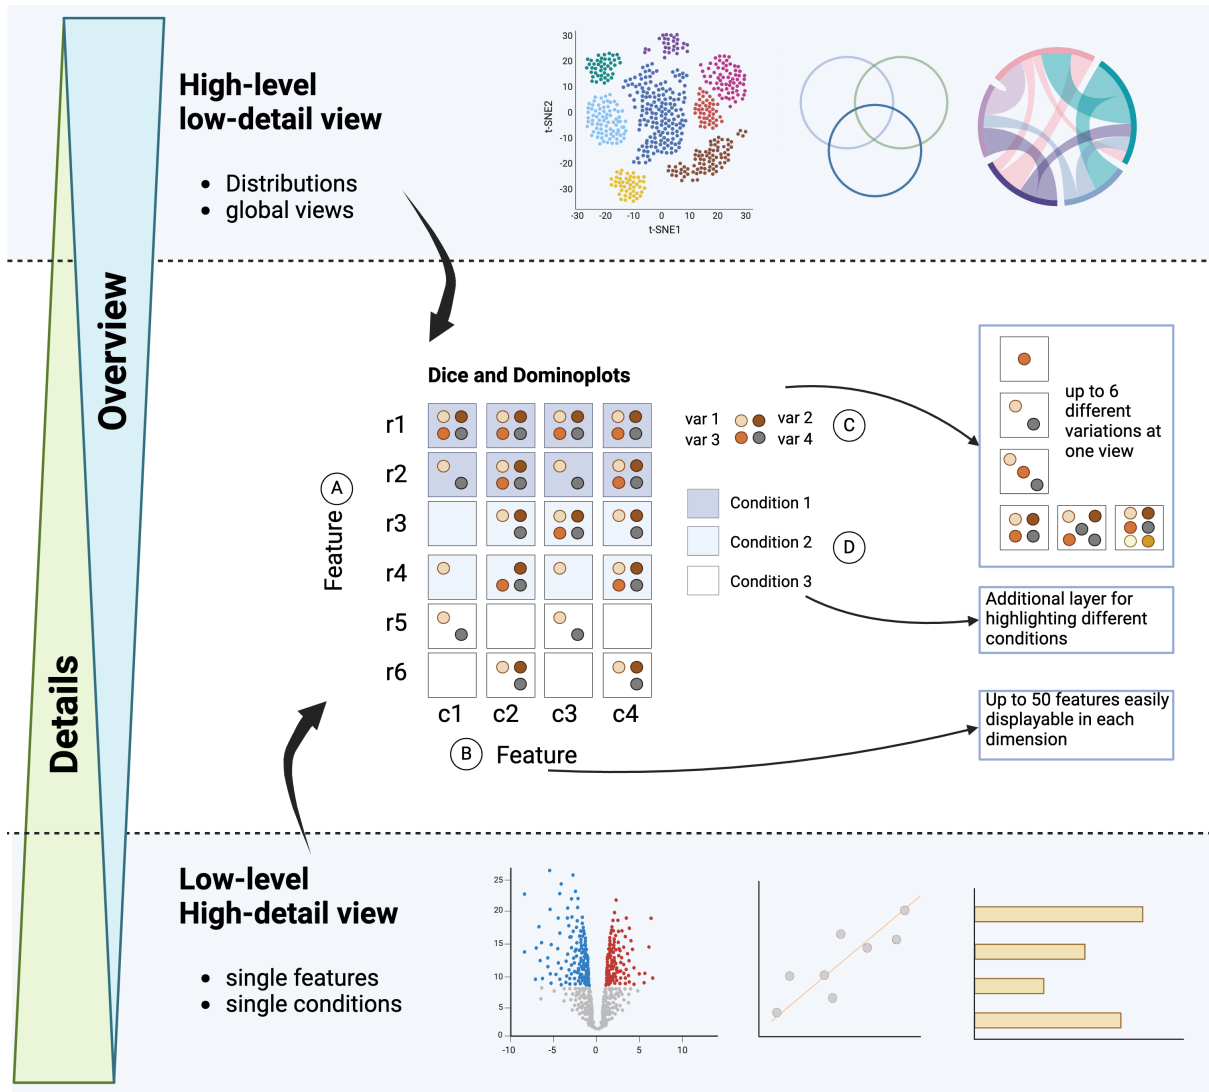 High-level
low-detail view
• Distributions
• global views
Overview
Details
30
20
10
0
-10
-20
-30
t-SNE2
-30 -20 -10 0 10 20 30
t-SNE1
Dice and Dominoplots
r1
r2
r3
r4
r5
r6
c1 c2 c3 c4
A
Feature
B Feature
var 1 var 2
var 3 var 4
C
Condition 1
Condition 2
Condition 3
D
up to 6
different
variations at
one view
Additional layer for
highlighting different
conditions
Up to 50 features easily
displayable in each
dimension
Low-level
High-detail view
• single features
• single conditions
25
20
15
10
5
0
-10 -5 0 5 10